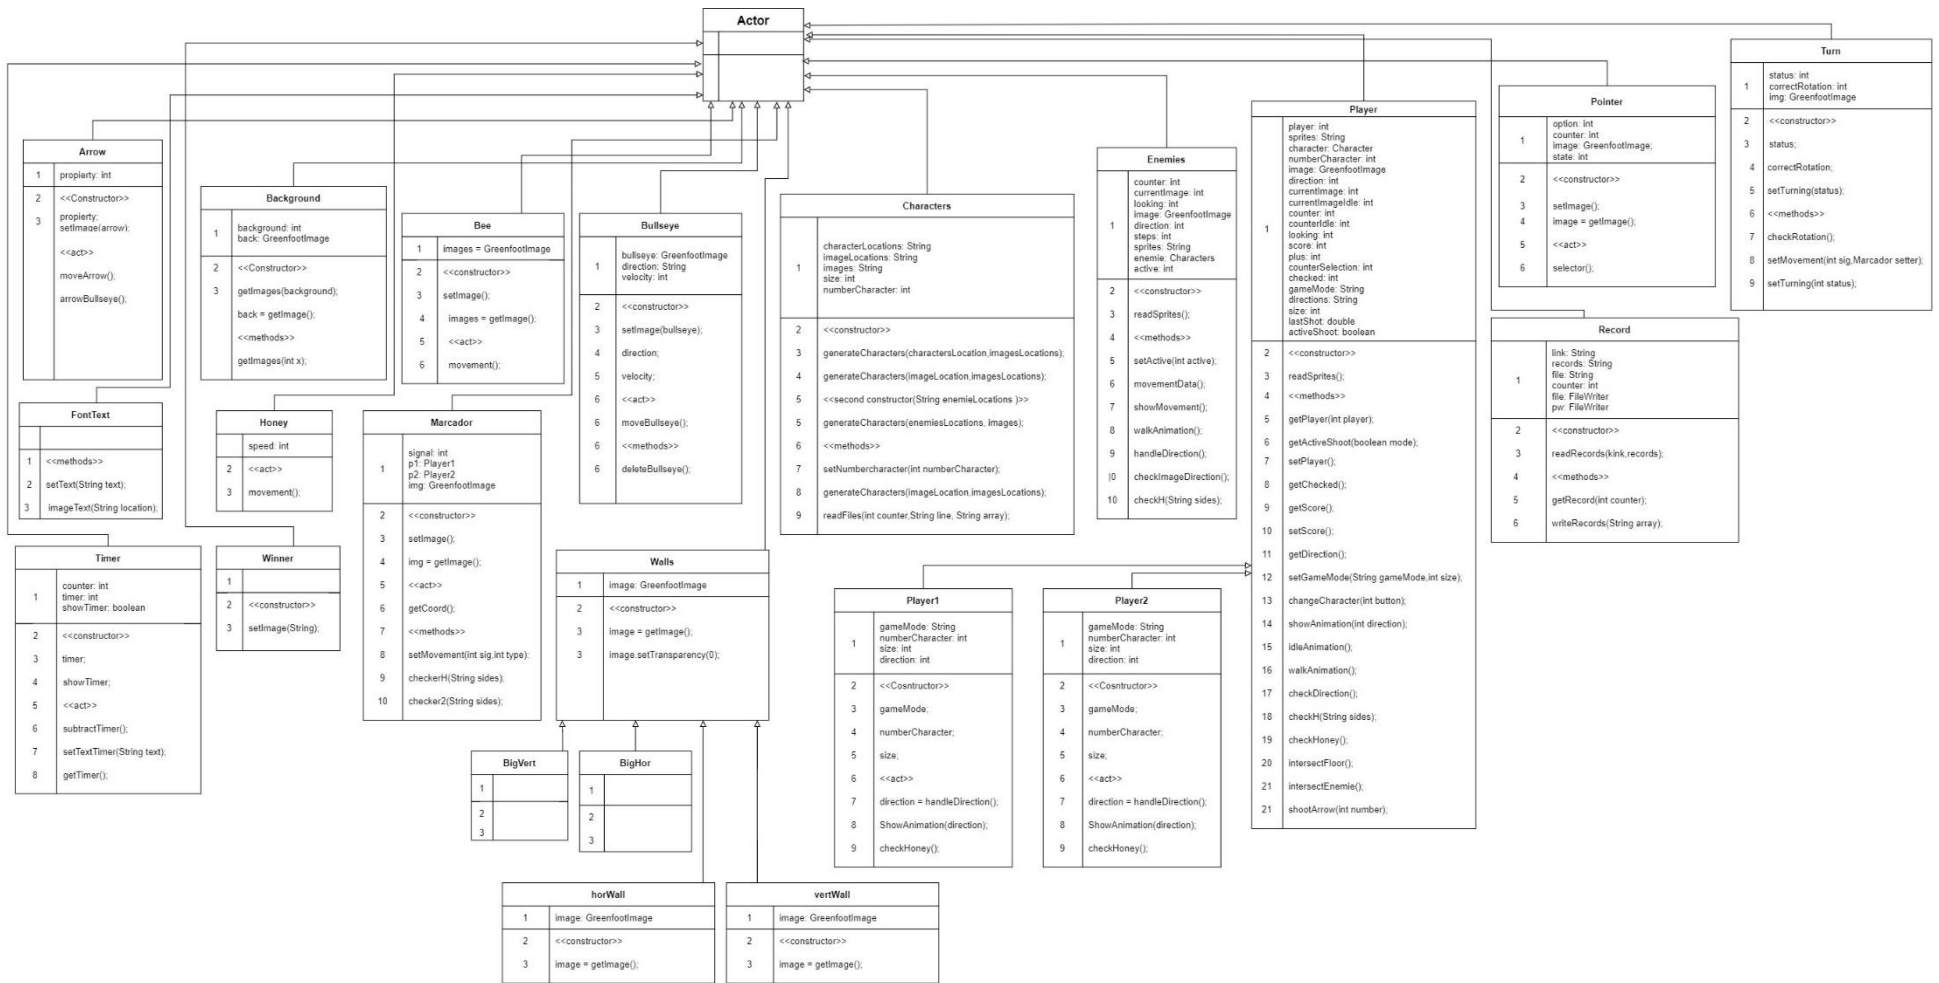 Actor
Turn
1
status: int
correctRotation: int
img: GreenfootImage
2 <<constructor>>
3 status;
4 correctRotation;
5 setTurning(status);
6 <<methods>>
7 checkRotation();
8 setMovement(int sig,Marcador setter);
9 setTurning(int status);
Pointer
1
option: int
counter: int
image: GreenfootImage;
state: int
2 <<constructor>>
3 setImage();
4 image = getImage();
5 <<act>>
6 selector();
Player
1
player: int
sprites: String
character: Character
numberCharacter: int
image: GreenfootImage
direction: int
currentImage: int
currentImageIdle: int
counter: int
counterIdle: int
looking: int
score: int
plus: int
counterSelection: int
checked: int
gameMode: String
directions: String
size: int
lastShot: double
activeShoot: boolean
2 <<constructor>>
3 readSprites();
4 <<methods>>
5 getPlayer(int player);
6 getActiveShoot(boolean mode);
7 setPlayer();
8 getChecked();
9 getScore();
10 setScore();
11 getDirection();
12 setGameMode(String gameMode,int size);
13 changeCharacter(int button);
14 showAnimation(int direction);
15 idleAnimation();
16 walkAnimation();
17 checkDirection();
18 checkH(String sides);
19 checkHoney();
20 intersectFloor();
21 intersectEnemie();
21 shootArrow(int number);
Arrow
1 propierty: int
2 <<Constructor>>
3 propierty;
setImage(arrow);
<<act>>
moveArrow();
arrowBullseye();
Enemies
1
counter: int
currentImage: int
looking: int
image: GreenfootImage
direction: int
steps: int
sprites: String
enemie: Characters
active: int
2 <<constructor>>
3 readSprites();
4 <<methods>>
5 setActive(int active);
6 movementData();
7 showMovement();
8 walkAnimation();
9 handleDirection();
|0 checkImageDirection();
10 checkH(String sides);
Background
1
background: int
back: GreenfootImage
2 <<Constructor>>
3 getImages(background);
back = getImage();
<<methods>>
getImages(int x);
Bee
1 images = GreenfootImage
2 <<constructor>>
3 setImage();
4 images = getImage();
5 <<act>>
6 movement();
Bullseye
1
bullseye: GreenfootImage
direction: String
velocity: int
2 <<constructor>>
3 setImage(bullseye);
4 direction;
5 velocity;
6 <<act>>
6 moveBullseye();
6 <<methods>>
6 deleteBullseye();
Characters
1
characterLocations: String
imageLocations: String
images: String
size: int
numberCharacter: int
2 <<constructor>>
3 generateCharacters(charactersLocation,imagesLocations);
4 generateCharacters(imageLocation,imagesLocations);
5 <<second constructor(String enemieLocations )>>
5 generateCharacters(enemiesLocations, images);
6 <<methods>>
7 setNumbercharacter(int numberCharacter);
8 generateCharacters(imageLocation,imagesLocations);
9 readFiles(int counter,String line, String array);
Record
1
link: String
records: String
file: String
counter: int
file: FileWriter
pw: FileWriter
2 <<constructor>>
3 readRecords(kink,records);
4 <<methods>>
5 getRecord(int counter);
6 writeRecords(String array);
FontText
1 <<methods>>
2 setText(String text);
3 imageText(String location);
Honey
speed: int
2 <<act>>
3 movement();
Marcador
1
signal: int
p1: Player1
p2: Player2
img: GreenfootImage
2 <<constructor>>
3 setImage();
4 img = getImage();
5 <<act>>
6 getCoord();
7 <<methods>>
8 setMovement(int sig,int type):
9 checkerH(String sides);
10 checker2(String sides);
Timer
1
counter: int
timer: int
showTimer: boolean
2 <<constructor>>
3 timer;
4 showTimer;
5 <<act>>
6 subtractTimer();
7 setTextTimer(String text);
8 getTimer();
Winner
1
2 <<constructor>>
3 setImage(String);
Walls
1 image: GreenfootImage
2 <<constructor>>
3 image = getImage();
3 image.setTransparency(0);
Player1
1
gameMode: String
numberCharacter: int
size: int
direction: int
2 <<Cosntructor>>
3 gameMode;
4 numberCharacter;
5 size;
6 <<act>>
7 direction = handleDirection();
8 ShowAnimation(direction);
9 checkHoney();
Player2
1
gameMode: String
numberCharacter: int
size: int
direction: int
2 <<Cosntructor>>
3 gameMode;
4 numberCharacter;
5 size;
6 <<act>>
7 direction = handleDirection();
8 ShowAnimation(direction);
9 checkHoney();
BigVert
1
2
3
BigHor
1
2
3
horWall
1 image: GreenfootImage
2 <<constructor>>
3 image = getImage();
vertWall
1 image: GreenfootImage
2 <<constructor>>
3 image = getImage();